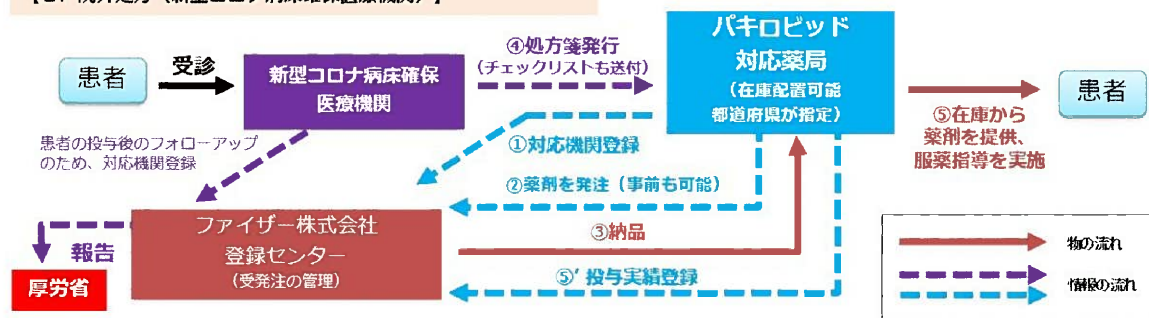 患者
受診
新型コロナ病床確保
医療機関
④処方箋発行
(チェックリストも送付)
パキロビッド
対応薬局
(在庫配置可能
都道府県が指定)
⑤在庫から
薬剤を提供、
服薬指導を実施
患者
患者の投与後のフォローアップ
のため、対応機関登録
①対応機関登録
②薬剤を発注(事前も可能)
③納品
⑤’投与実績登録
ファイザー株式会社
登録センター
(受発注の管理)
報告
厚労省
物の流れ
情報の流れ